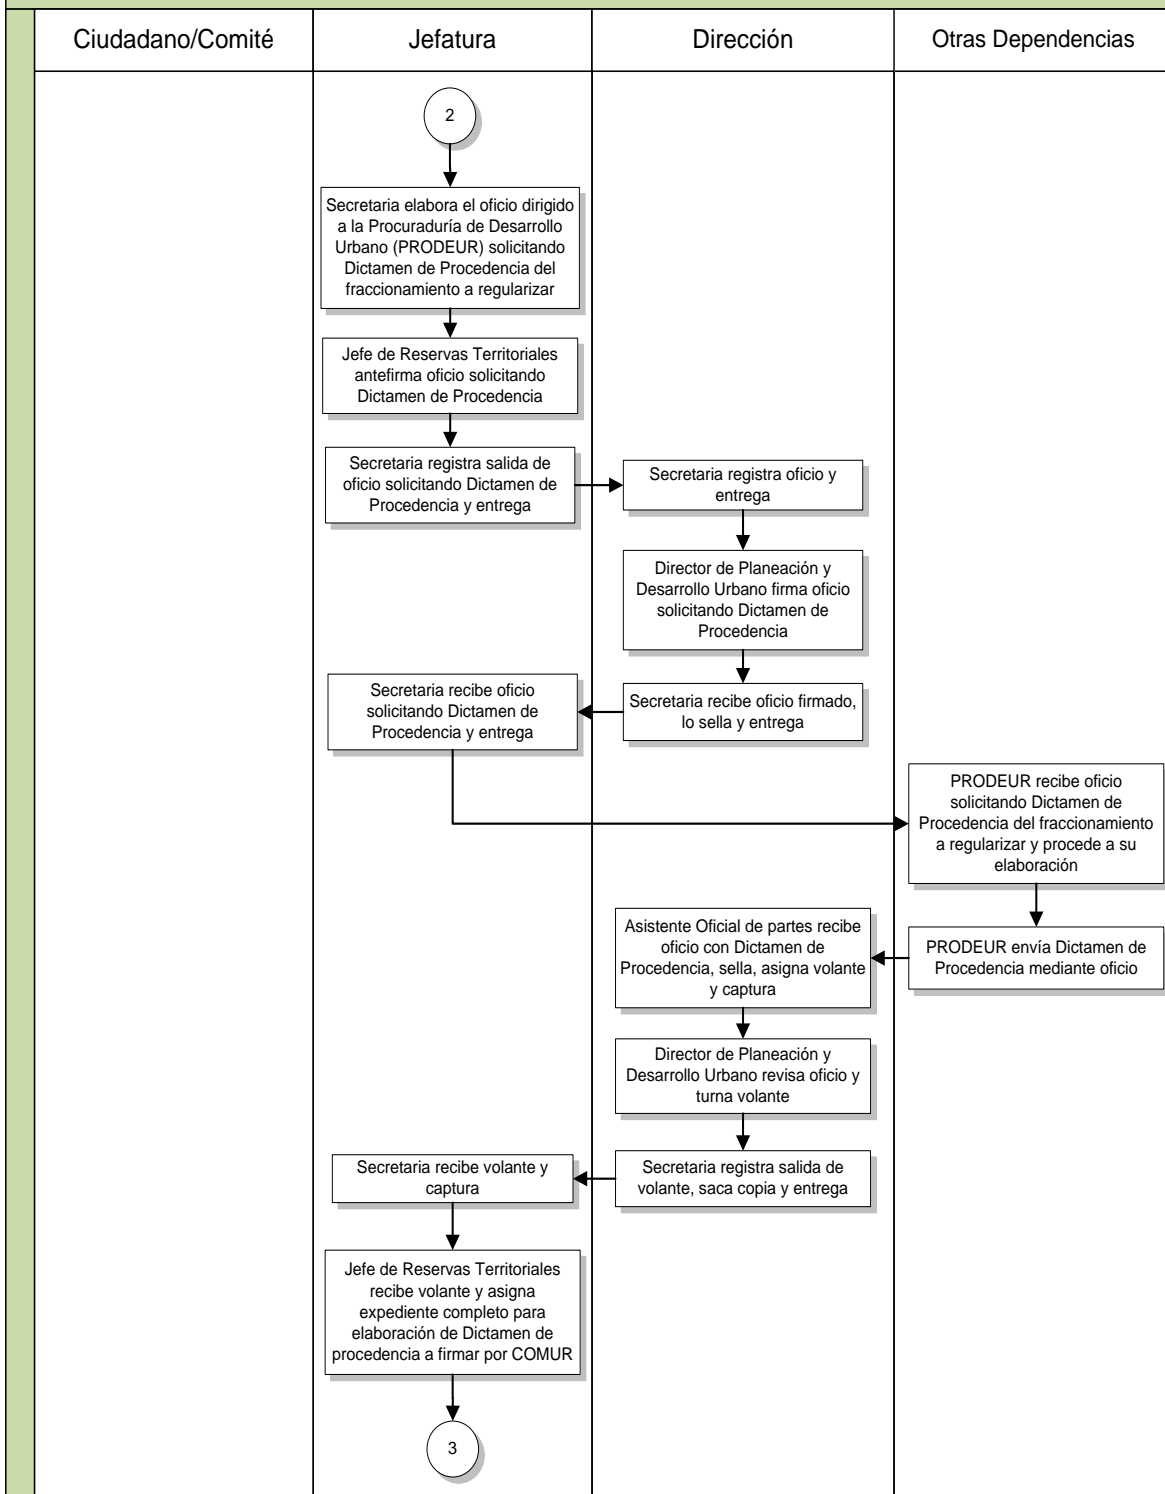 Ciudadano/Comité
Jefatura
Dirección
Otras Dependencias
2
Secretaria elabora el oficio dirigido
a la Procuraduría de Desarrollo
Urbano (PRODEUR) solicitando
Dictamen de Procedencia del
fraccionamiento a regularizar
Jefe de Reservas Territoriales
antefirma oficio solicitando
Dictamen de Procedencia
Secretaria registra salida de
oficio solicitando Dictamen de
Procedencia y entrega
Secretaria registra oficio y
entrega
Director de Planeación y
Desarrollo Urbano firma oficio
solicitando Dictamen de
Procedencia
Secretaria recibe oficio firmado,
lo sella y entrega
Secretaria recibe oficio
solicitando Dictamen de
Procedencia y entrega
PRODEUR recibe oficio
solicitando Dictamen de
Procedencia del fraccionamiento
a regularizar y procede a su
elaboración
PRODEUR envía Dictamen de
Procedencia mediante oficio
Asistente Oficial de partes recibe
oficio con Dictamen de
Procedencia, sella, asigna volante
y captura
Director de Planeación y
Desarrollo Urbano revisa oficio y
turna volante
Secretaria registra salida de
volante, saca copia y entrega
Secretaria recibe volante y
captura
Jefe de Reservas Territoriales
recibe volante y asigna
expediente completo para
elaboración de Dictamen de
procedencia a firmar por COMUR
3